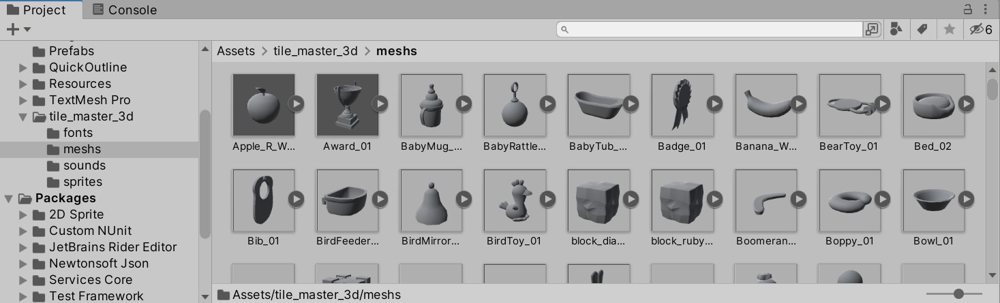 Project
Console
6
Prefabs
QuickOutline
Resources
TextMesh Pro
tile_master_3d
fonts
meshs
sounds
sprites
Packages
2D Sprite
Custom NUnit
JetBrains Rider Editor
Newtonsoft Json
Services Core
Test Framework
Assets > tile_master_3d > meshs
Apple_R_W... Award_01 BabyMug_... BabyRattle... BabyTub_... Badge_01 Banana_W... BearToy_01 Bed_02
Bib_01 BirdFeeder... BirdMirror... BirdToy_01 block_dia... block_ruby... Boomeran... Boppy_01 Bowl_01
Assets/tile_master_3d/meshs